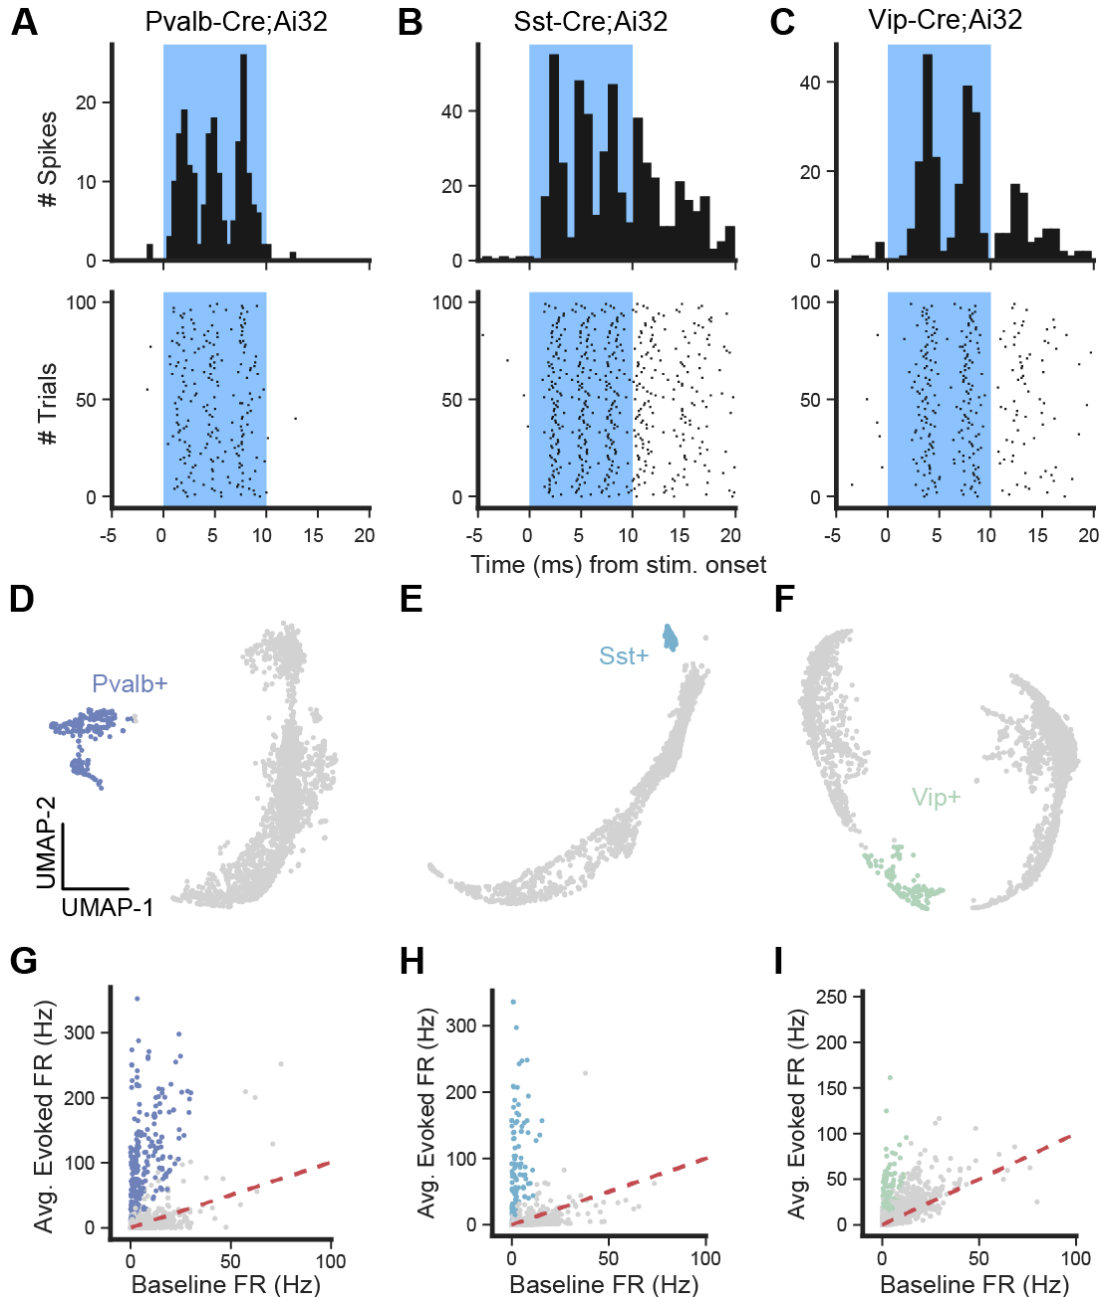 A Pvalb-Cre;Ai32
B Sst-Cre;Ai32
C Vip-Cre;Ai32
# Spikes
20
10
0
40
20
0
40
20
0
# Trials
100
50
0
100
50
0
100
50
0
-5 0 5 10 15 20
-5 0 5 10 15 20
-5 0 5 10 15 20
Time (ms) from stim. onset
D
Pvalb+
UMAP-2
UMAP-1
E
Sst+
F
Vip+
G
Avg. Evoked FR (Hz)
300
200
100
0
0 50 100
Baseline FR (Hz)
H
Avg. Evoked FR (Hz)
300
200
100
0
0 50 100
Baseline FR (Hz)
I
Avg. Evoked FR (Hz)
250
200
150
100
50
0
0 50 100
Baseline FR (Hz)